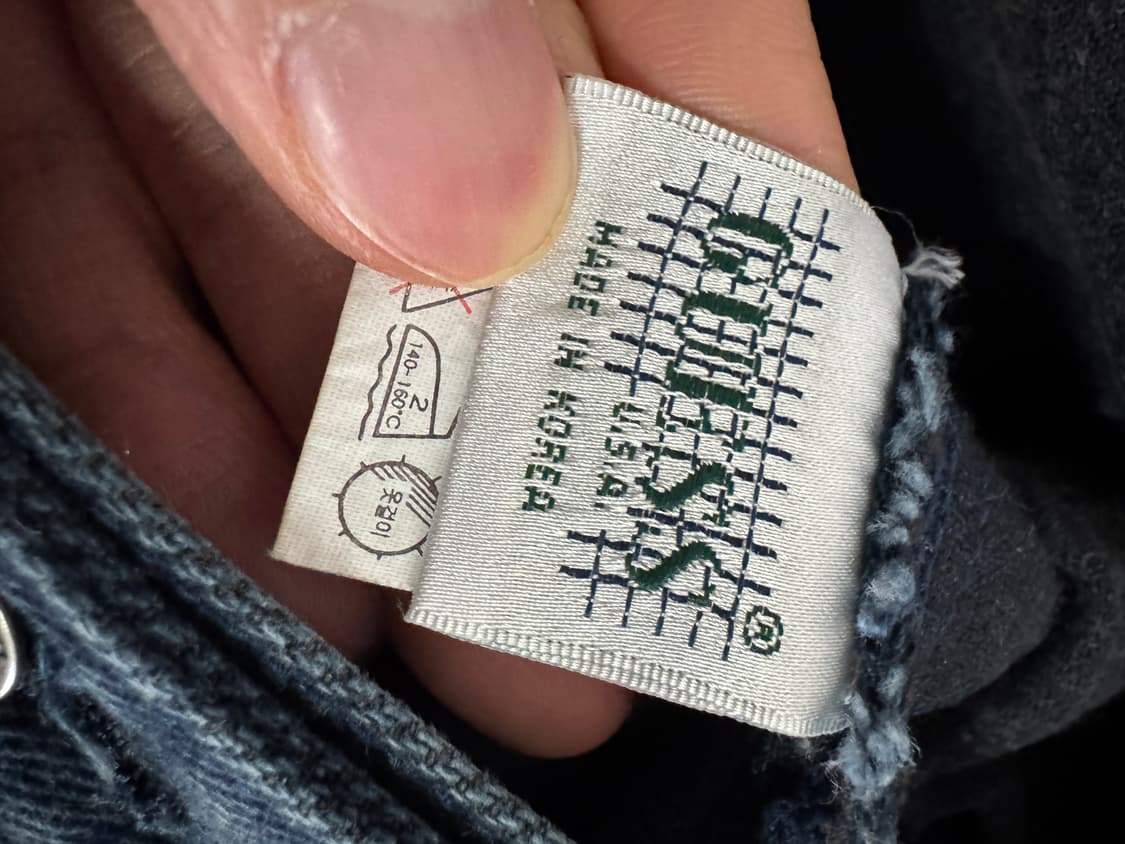 GUESS®
U.S.A.
MADE IN KOREA
2
140~160°C
옷걸이